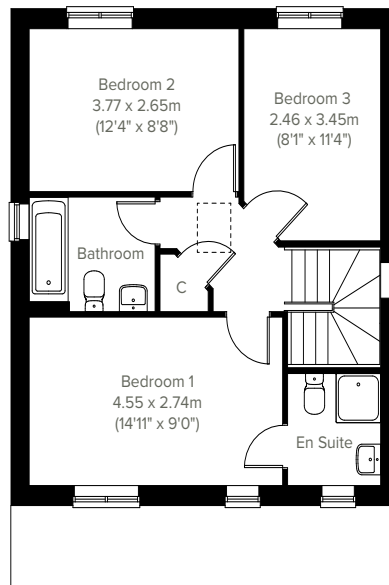 Bedroom 2
3.77 x 2.65m
(12'4" x 8'8")
Bedroom 3
2.46 x 3.45m
(8'1" x 11'4")
Bathroom
C
Bedroom 1
4.55 x 2.74m
(14'11" x 9'0")
En Suite